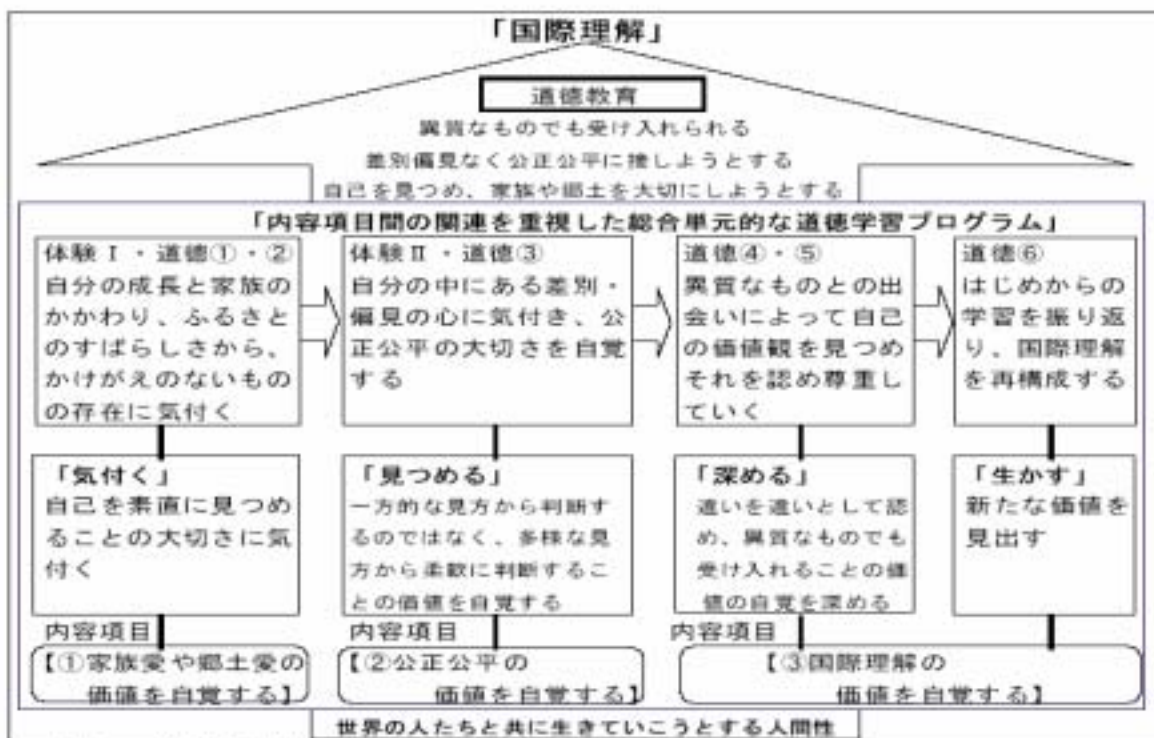 「国際理解」
道徳教育
異質なものでも受け入れられる
差別偏見なく公正公平に接しようとする
自己を見つめ、家族や郷土を大切にしようとする
「内容項目間の関連を重視した総合単元的な道徳学習プログラム」
体験Ⅰ・道徳①・②
自分の成長と家族の
かかわり、ふるさと
のすばらしさから、
かけがえのないもの
の存在に気付く
体験Ⅱ・道徳③
自分の中にある差別・
偏見の心に気付き、公
正公平の大切さを自覚
する
道徳④・⑤
異質なものとの出
会いによって自己
の価値観を見つめ
それを認め尊重し
ていく
道徳⑥
はじめからの
学習を振り返
り、国際理解
を再構成する
「気付く」
自己を素直に見つめ
ることの大切さに気
付く
「見つめる」
一方的な見方から判断す
るのではなく、多様な見
方から柔軟に判断するこ
との価値を自覚する
「深める」
違いを違いとして認
め、異質なものでも
受け入れることの価
値の自覚を深める
「生かす」
新たな価値を
見出す
内容項目
【①家族愛や郷土愛の
価値を自覚する】
内容項目
【②公正公平の
価値を自覚する】
内容項目
【③国際理解の
価値を自覚する】
世界の人たちと共に生きていこうとする人間性